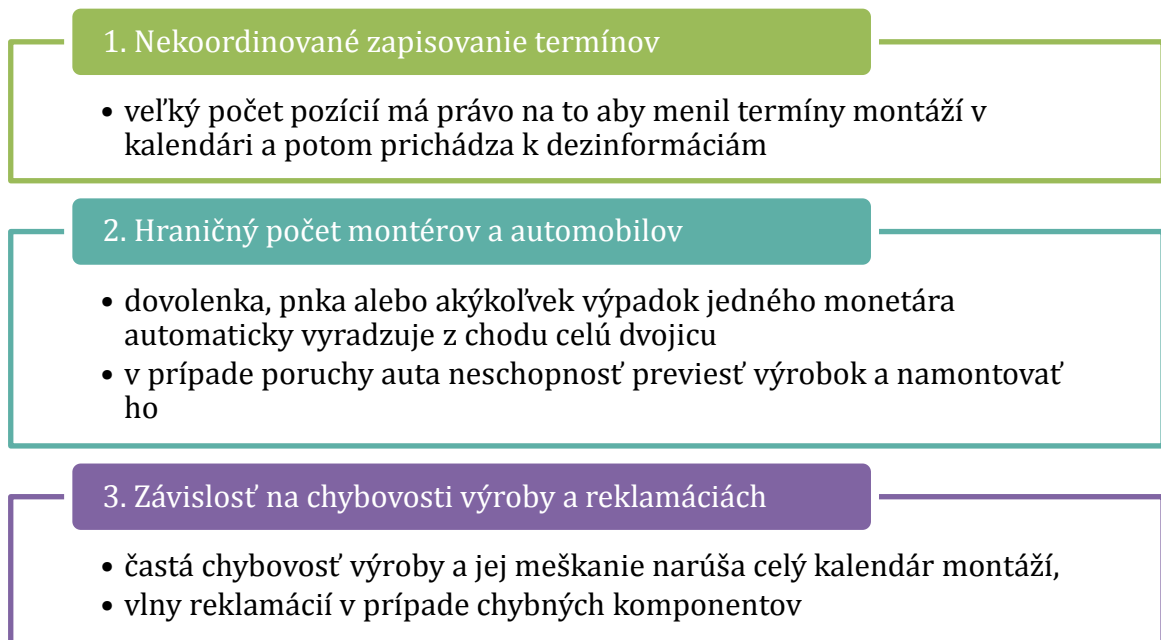 1. Nekoordinované zapisovanie termínov
• veľký počet pozícií má právo na to aby menil termíny montáží v
kalendári a potom prichádza k dezinformáciám
2. Hraničný počet montérov a automobilov
• dovolenka, pnka alebo akýkoľvek výpadok jedného monetára
automaticky vyradzuje z chodu celú dvojicu
• v prípade poruchy auta neschopnosť previesť výrobok a namontovať
ho
3. Závislosť na chybovosti výroby a reklamáciách
• častá chybovosť výroby a jej meškanie narúša celý kalendár montáží,
• vlny reklamácií v prípade chybných komponentov